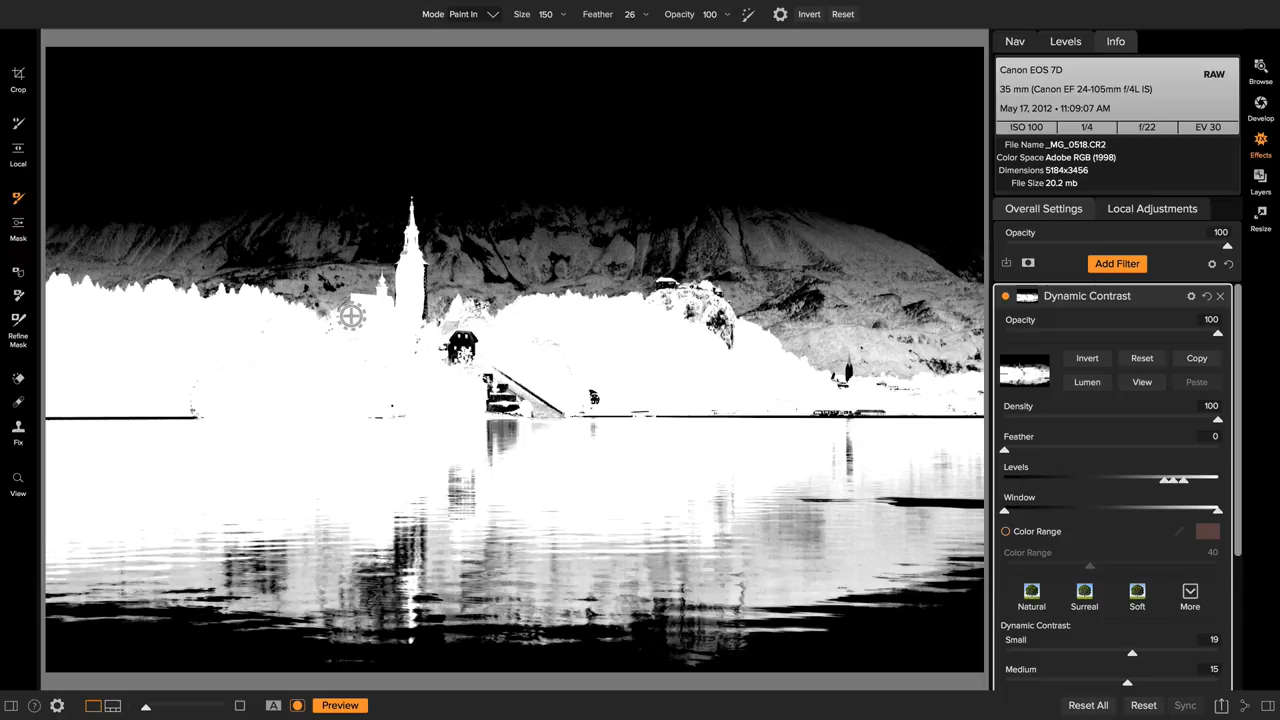 Mode Paint In Size 150 Feather 26 Opacity 100 Invert Reset
Crop
Local
Mask
Refine
Mask
Fix
View
Nav Levels Info
Canon EOS 7D RAW
35 mm (Canon EF 24-105mm f/4L IS)
May 17, 2012 • 11:09:07 AM
ISO 100 1/4 f/22 EV 30
File Name _MG_0518.CR2
Color Space Adobe RGB (1998)
Dimensions 5184x3456
File Size 20.2 mb
Overall Settings Local Adjustments
Opacity 100
Add Filter
Dynamic Contrast
Opacity 100
Invert Reset Copy
Lumen View Paste
Density 100
Feather 0
Levels
Window
Color Range
Color Range 40
Natural Surreal Soft More
Dynamic Contrast:
Small 19
Medium 15
Browse
Develop
FX
Effects
Layers
Resize
? A Preview
Reset All Reset Sync